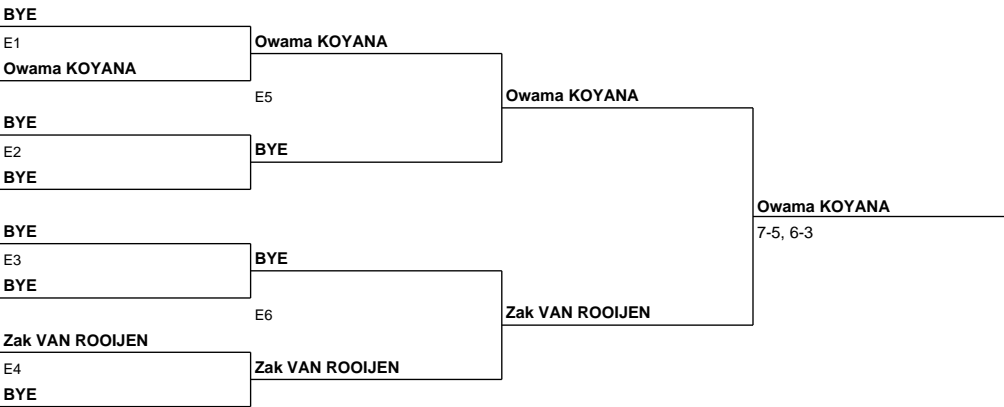 BYE
E1
Owama KOYANA
Owama KOYANA
E5
Owama KOYANA
BYE
E2
BYE
BYE
Owama KOYANA
7-5, 6-3
BYE
E3
BYE
BYE
E6
Zak VAN ROOIJEN
Zak VAN ROOIJEN
E4
Zak VAN ROOIJEN
BYE